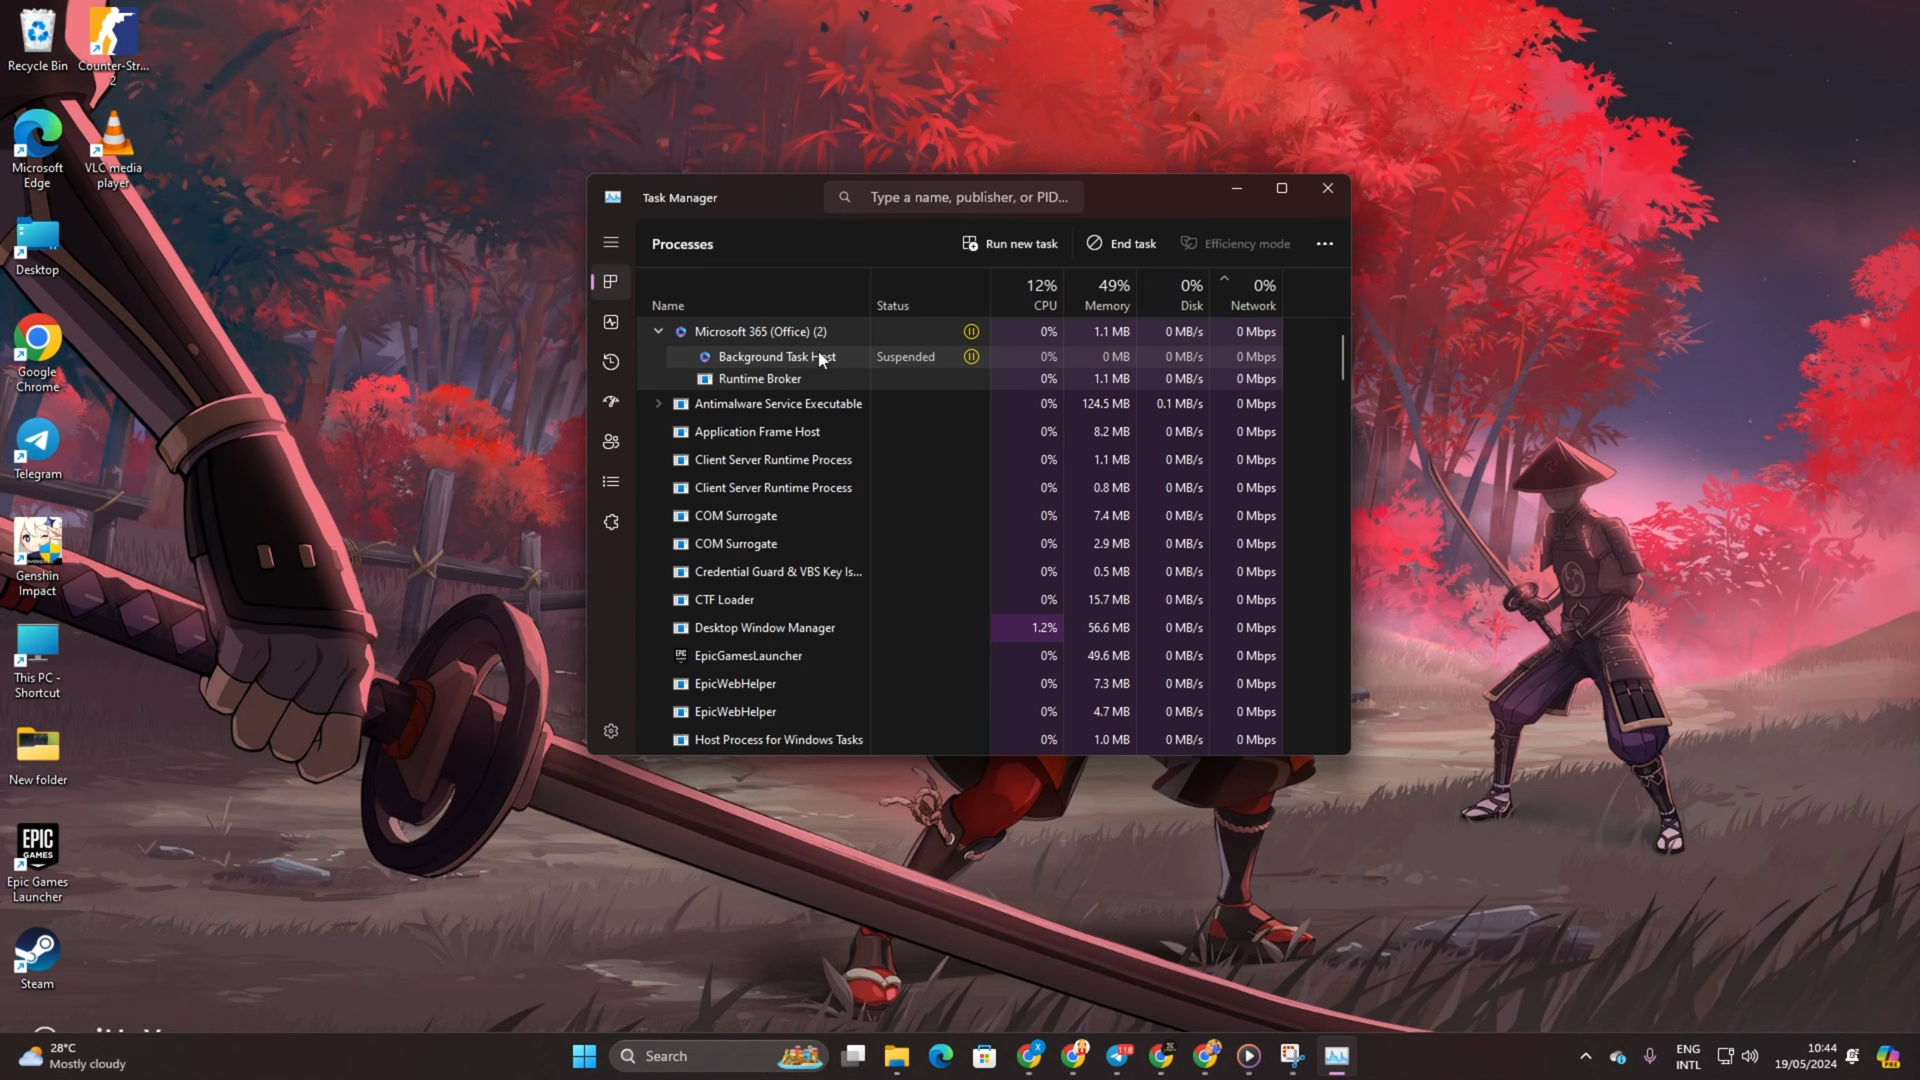 Recycle Bin
Counter-Str...
2
Microsoft
Edge
VLC media
player
Desktop
Google
Chrome
Telegram
Genshin
Impact
This PC -
Shortcut
New folder
EPIC
GAMES
Epic Games
Launcher
Steam
Task Manager
Type a name, publisher, or PID...
Processes
Run new task
End task
Efficiency mode
12% 49% 0% 0%
Name Status CPU Memory Disk Network
Microsoft 365 (Office) (2) 0% 1.1 MB 0 MB/s 0 Mbps
Background Task Host Suspended 0% 0 MB 0 MB/s 0 Mbps
Runtime Broker 0% 1.1 MB 0 MB/s 0 Mbps
Antimalware Service Executable 0% 124.5 MB 0.1 MB/s 0 Mbps
Application Frame Host 0% 8.2 MB 0 MB/s 0 Mbps
Client Server Runtime Process 0% 1.1 MB 0 MB/s 0 Mbps
Client Server Runtime Process 0% 0.8 MB 0 MB/s 0 Mbps
COM Surrogate 0% 7.4 MB 0 MB/s 0 Mbps
COM Surrogate 0% 2.9 MB 0 MB/s 0 Mbps
Credential Guard & VBS Key Is... 0% 0.5 MB 0 MB/s 0 Mbps
CTF Loader 0% 15.7 MB 0 MB/s 0 Mbps
Desktop Window Manager 1.2% 56.6 MB 0 MB/s 0 Mbps
EpicGamesLauncher 0% 49.6 MB 0 MB/s 0 Mbps
EpicWebHelper 0% 7.3 MB 0 MB/s 0 Mbps
EpicWebHelper 0% 4.7 MB 0 MB/s 0 Mbps
Host Process for Windows Tasks 0% 1.0 MB 0 MB/s 0 Mbps
28°C
Mostly cloudy
Search
118
ENG
INTL
10:44
19/05/2024
PRE